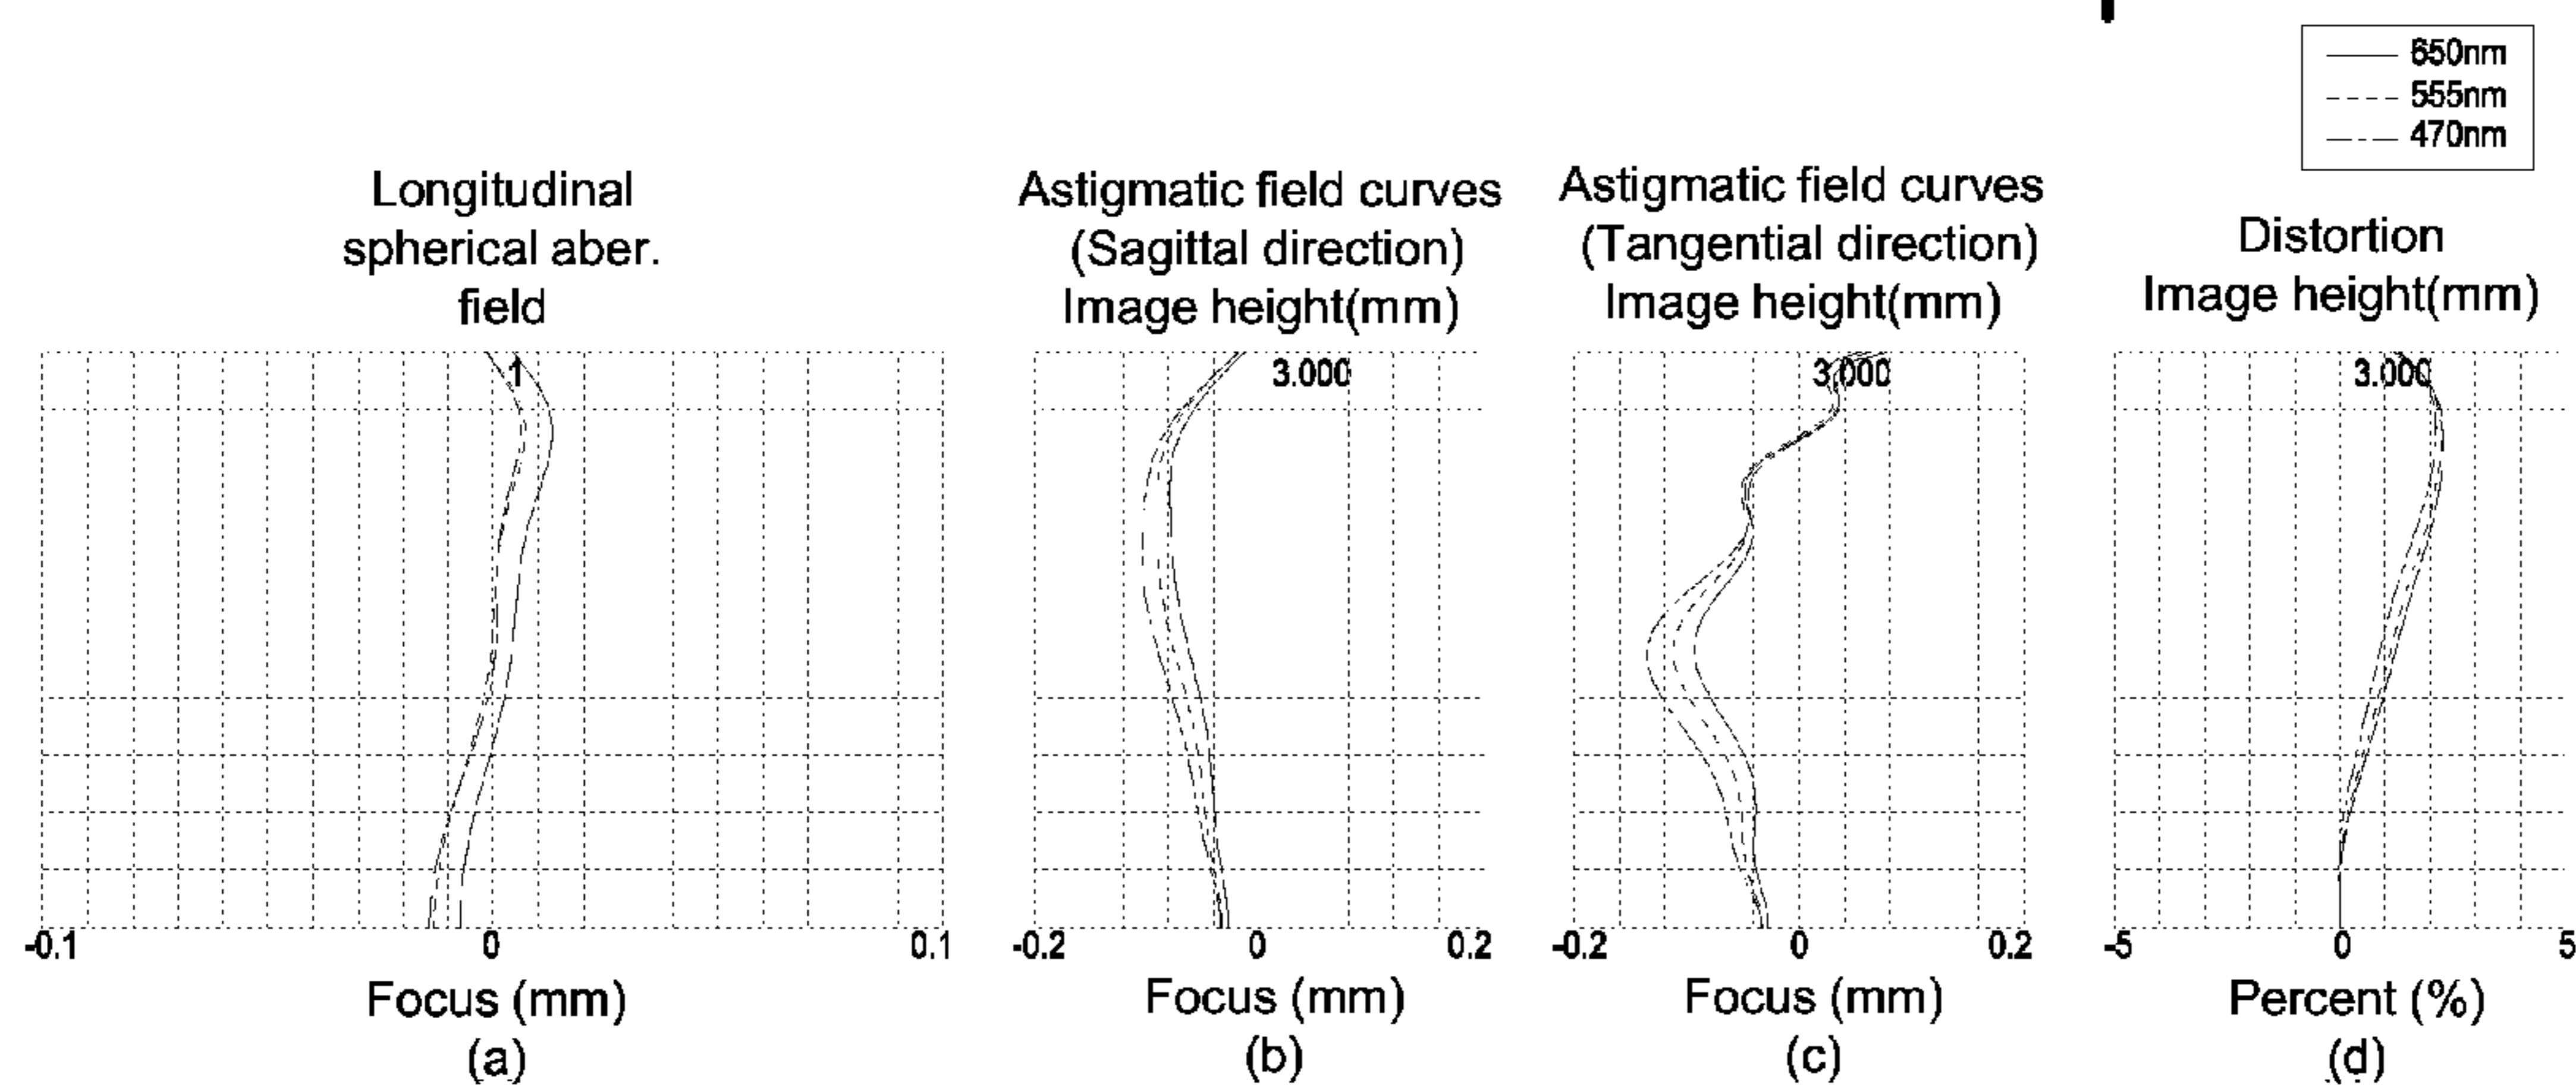 650nm
555nm
470nm
Longitudinal
spherical aber.
field
Astigmatic field curves
(Sagittal direction)
Image height(mm)
Astigmatic field curves
(Tangential direction)
Image height(mm)
Distortion
Image height(mm)
1
3.000
3.000
3.000
-0.1 0 0.1
-0.2 0 0.2
-0.2 0 0.2
-5 0 5
Focus (mm)
Focus (mm)
Focus (mm)
Percent (%)
(a)
(b)
(c)
(d)